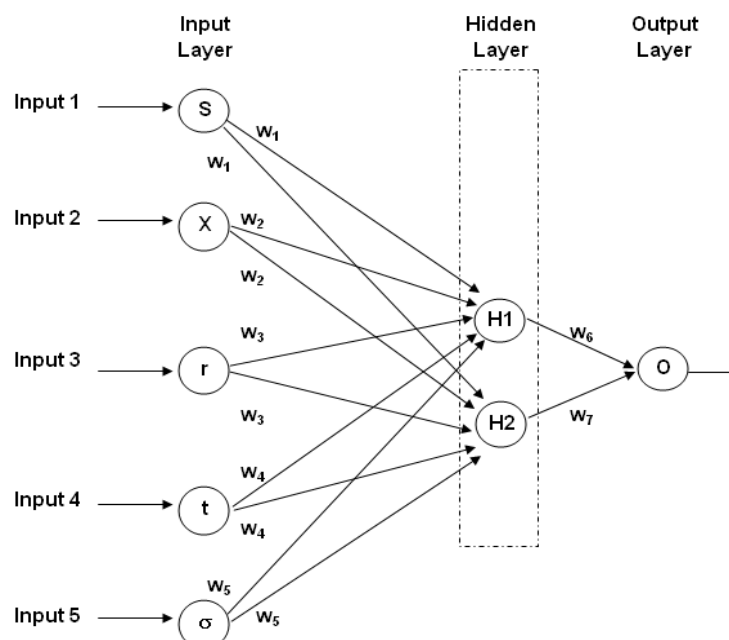 Input
Layer
Hidden
Layer
Output
Layer
Input 1
S
w₁
w₁
Input 2
X
w₂
w₂
H1
w₆
Input 3
r
w₃
w₃
O
H2
w₇
Input 4
t
w₄
w₄
Input 5
σ
w₅
w₅